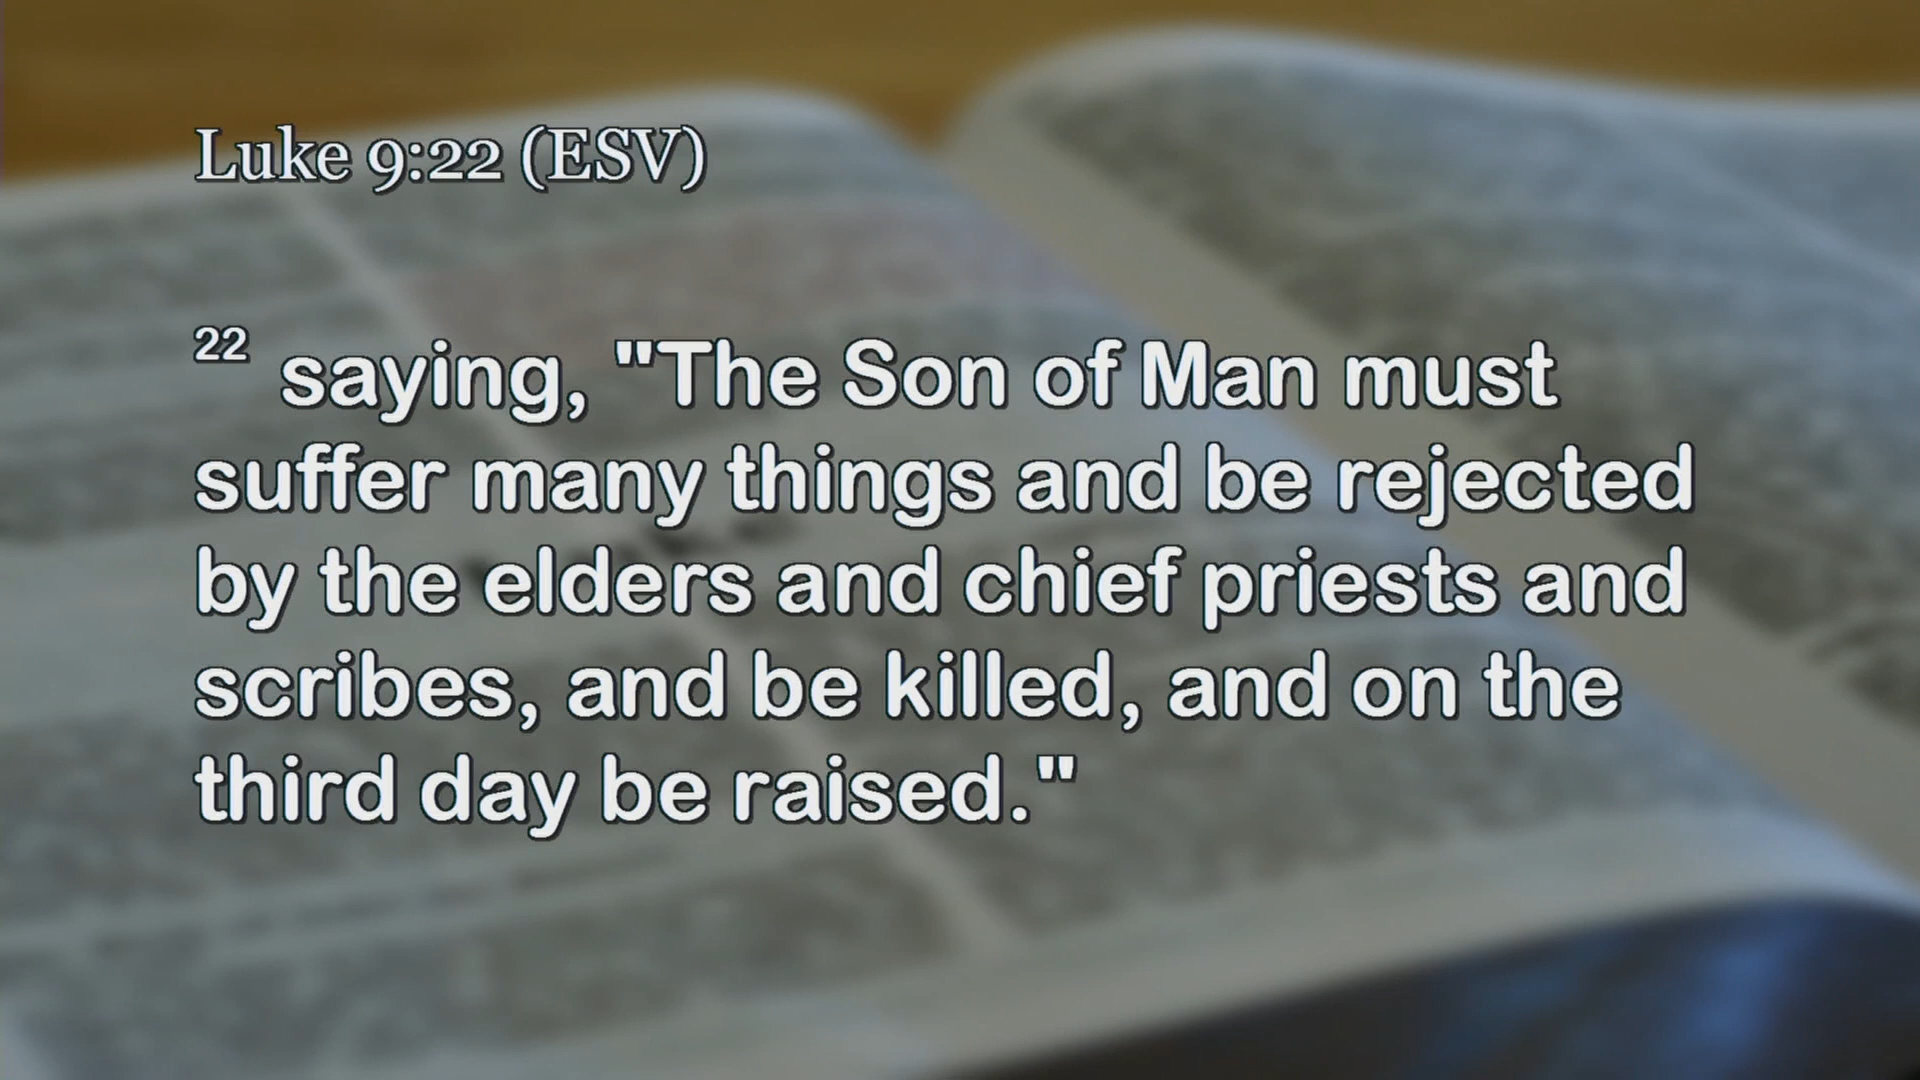 Luke 9:22 (ESV)
22 saying, "The Son of Man must
suffer many things and be rejected
by the elders and chief priests and
scribes, and be killed, and on the
third day be raised."